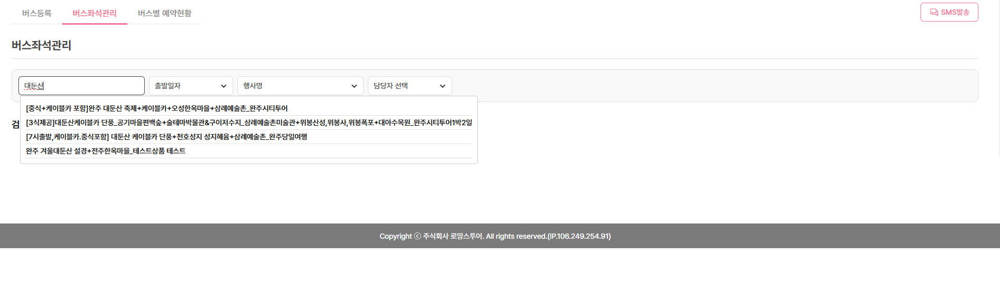 버스등록 버스좌석관리 버스별 예약현황 SMS발송
버스좌석관리
대둔산 출발일자 행사명 담당자 선택
[중식+케이블카 포함]완주 대둔산 축제+케이블카+오성한옥마을+삼례예술촌_완주시티투어
검
[3식제공]대둔산케이블카 단풍_공기마을편백숲+술테마박물관&구이저수지_삼례예술촌미술관+위봉산성,위봉사,위봉폭포+대아수목원_완주시티투어1박2일
[7시출발,케이블카.중식포함] 대둔산 케이블카 단풍+천호성지 성지혜윰+삼례예술촌_완주당일여행
완주 겨울대둔산 설경+전주한옥마을_테스트상품 테스트
Copyright ⓒ 주식회사 로망스투어. All rights reserved.(IP.106.249.254.91)